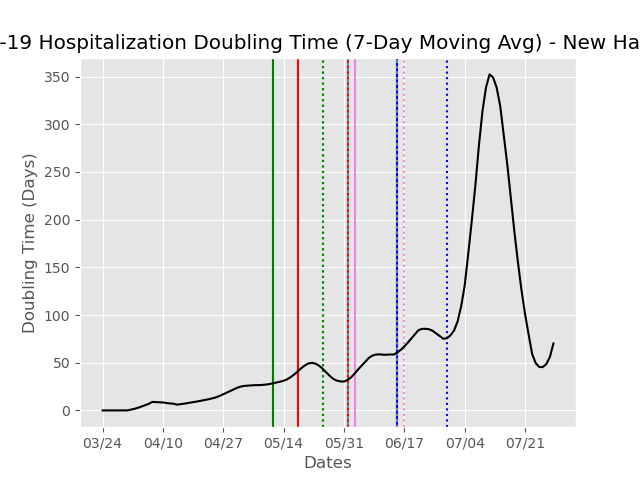 -19 Hospitalization Doubling Time (7-Day Moving Avg) - New Ha
350
300
250
200
150
100
50
0
Doubling Time (Days)
03/24 04/10 04/27 05/14 05/31 06/17 07/04 07/21
Dates